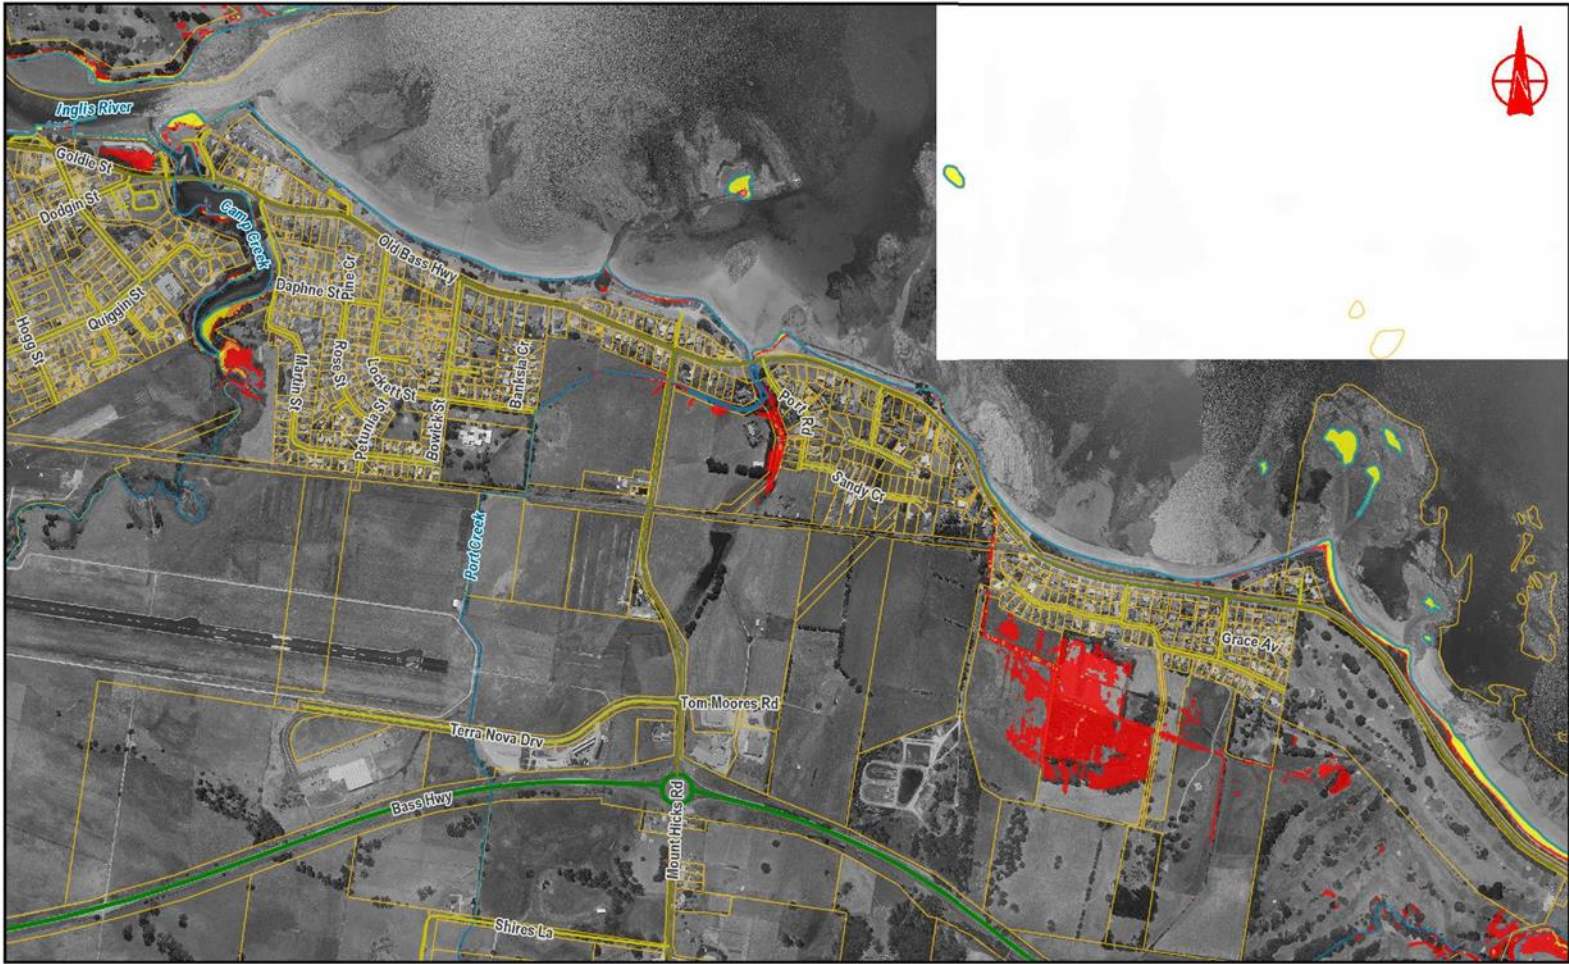 Inglis River
Goldie St
Dodgin St
Camp Creek
Old Bass Hwy
Daphne St
Pine Cr
Quiggin St
Hogg St
Martin St
Rose St
Lockett St
Petunia St
Bowick St
Banksia Cr
Port Rd
Sandy Cr
Port Creek
Grace Av
Tom Moores Rd
Terra Nova Drv
Bass Hwy
Mount Hicks Rd
Shires La
N